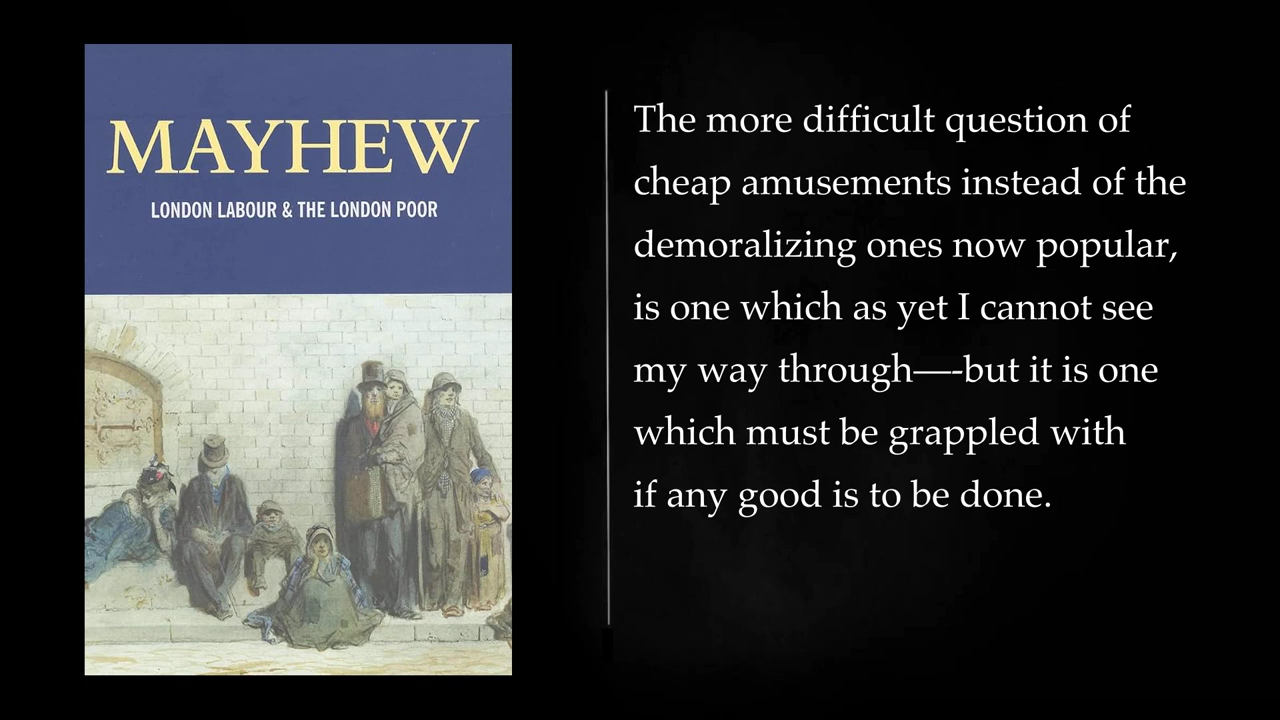 MAYHEW
LONDON LABOUR & THE LONDON POOR
The more difficult question of
cheap amusements instead of the
demoralizing ones now popular,
is one which as yet I cannot see
my way through—-but it is one
which must be grappled with
if any good is to be done.